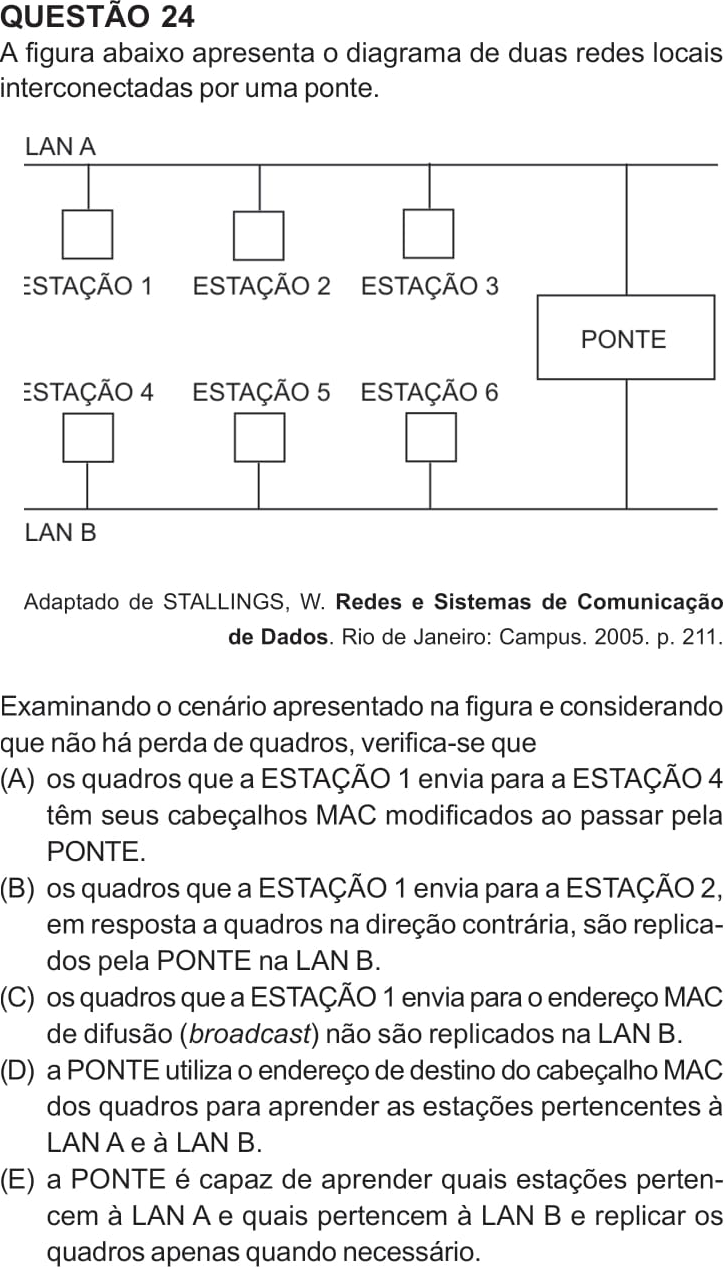 QUESTÃO 24
A figura abaixo apresenta o diagrama de duas redes locais
interconectadas por uma ponte.
LAN A
ESTAÇÃO 1 ESTAÇÃO 2 ESTAÇÃO 3
PONTE
ESTAÇÃO 4 ESTAÇÃO 5 ESTAÇÃO 6
LAN B
Adaptado de STALLINGS, W. Redes e Sistemas de Comunicação
de Dados. Rio de Janeiro: Campus. 2005. p. 211.
Examinando o cenário apresentado na figura e considerando
que não há perda de quadros, verifica-se que
(A) os quadros que a ESTAÇÃO 1 envia para a ESTAÇÃO 4
têm seus cabeçalhos MAC modificados ao passar pela
PONTE.
(B) os quadros que a ESTAÇÃO 1 envia para a ESTAÇÃO 2,
em resposta a quadros na direção contrária, são replica-
dos pela PONTE na LAN B.
(C) os quadros que a ESTAÇÃO 1 envia para o endereço MAC
de difusão (broadcast) não são replicados na LAN B.
(D) a PONTE utiliza o endereço de destino do cabeçalho MAC
dos quadros para aprender as estações pertencentes à
LAN A e à LAN B.
(E) a PONTE é capaz de aprender quais estações perten-
cem à LAN A e quais pertencem à LAN B e replicar os
quadros apenas quando necessário.